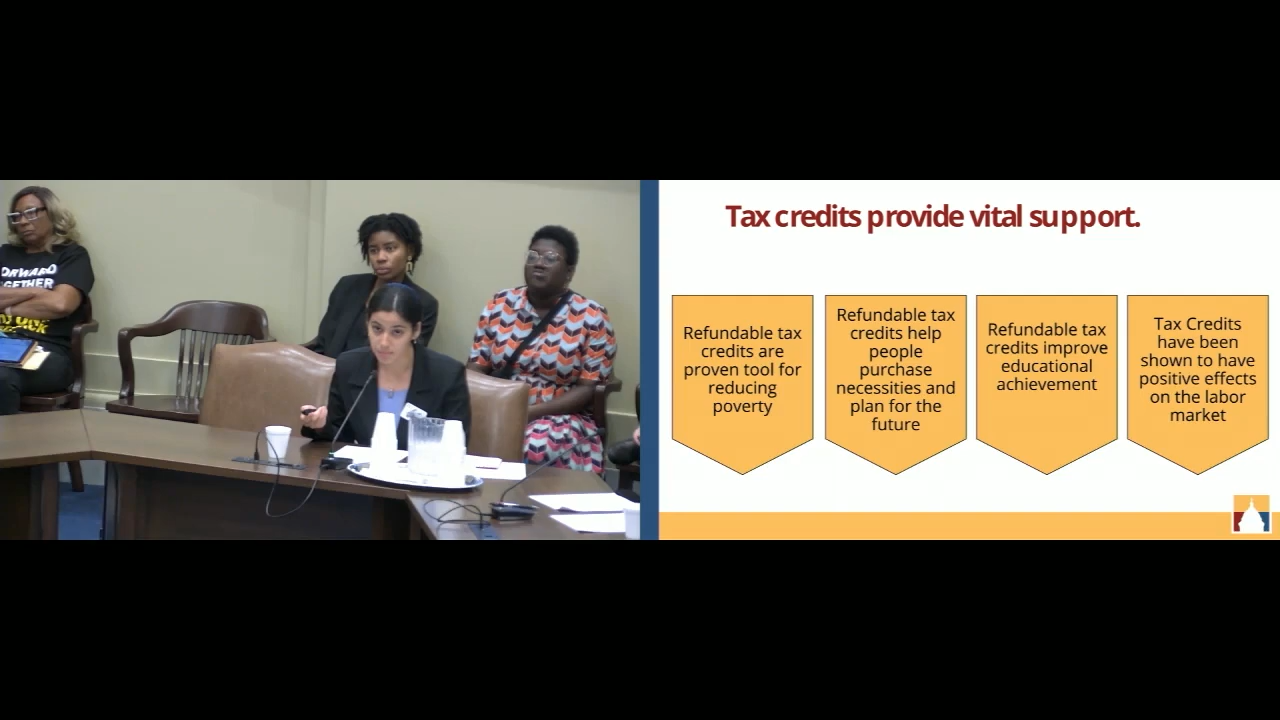 ORWARD
GETHER
Tax credits provide vital support.
Refundable tax
credits are
proven tool for
reducing
poverty
Refundable tax
credits help
people
purchase
necessities and
plan for the
future
Refundable tax
credits improve
educational
achievement
Tax Credits
have been
shown to have
positive effects
on the labor
market